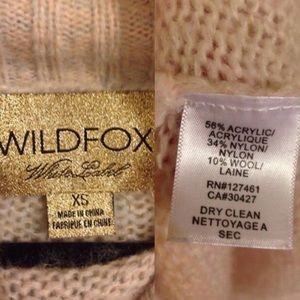 WILDFOX
White Label
XS
MADE IN CHINA
FABRIQUE EN CHINE
56% ACRYLIC/
ACRYLIQUE
34% NYLON/
NYLON
10% WOOL/
LAINE
RN#127461
CA#30427
DRY CLEAN
NETTOYAGE A
SEC